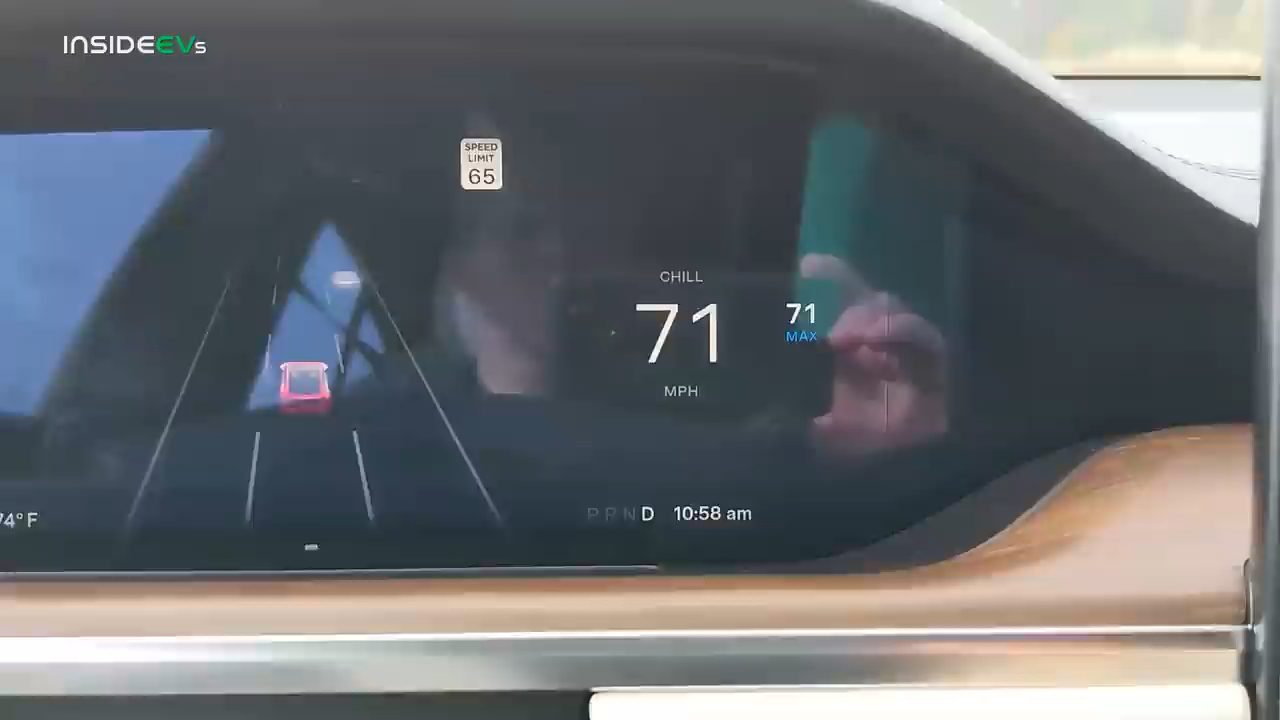 INSIDEEVs
SPEED
LIMIT
65
CHILL
71
MPH
71
MAX
74°F
P R N D
10:58 am